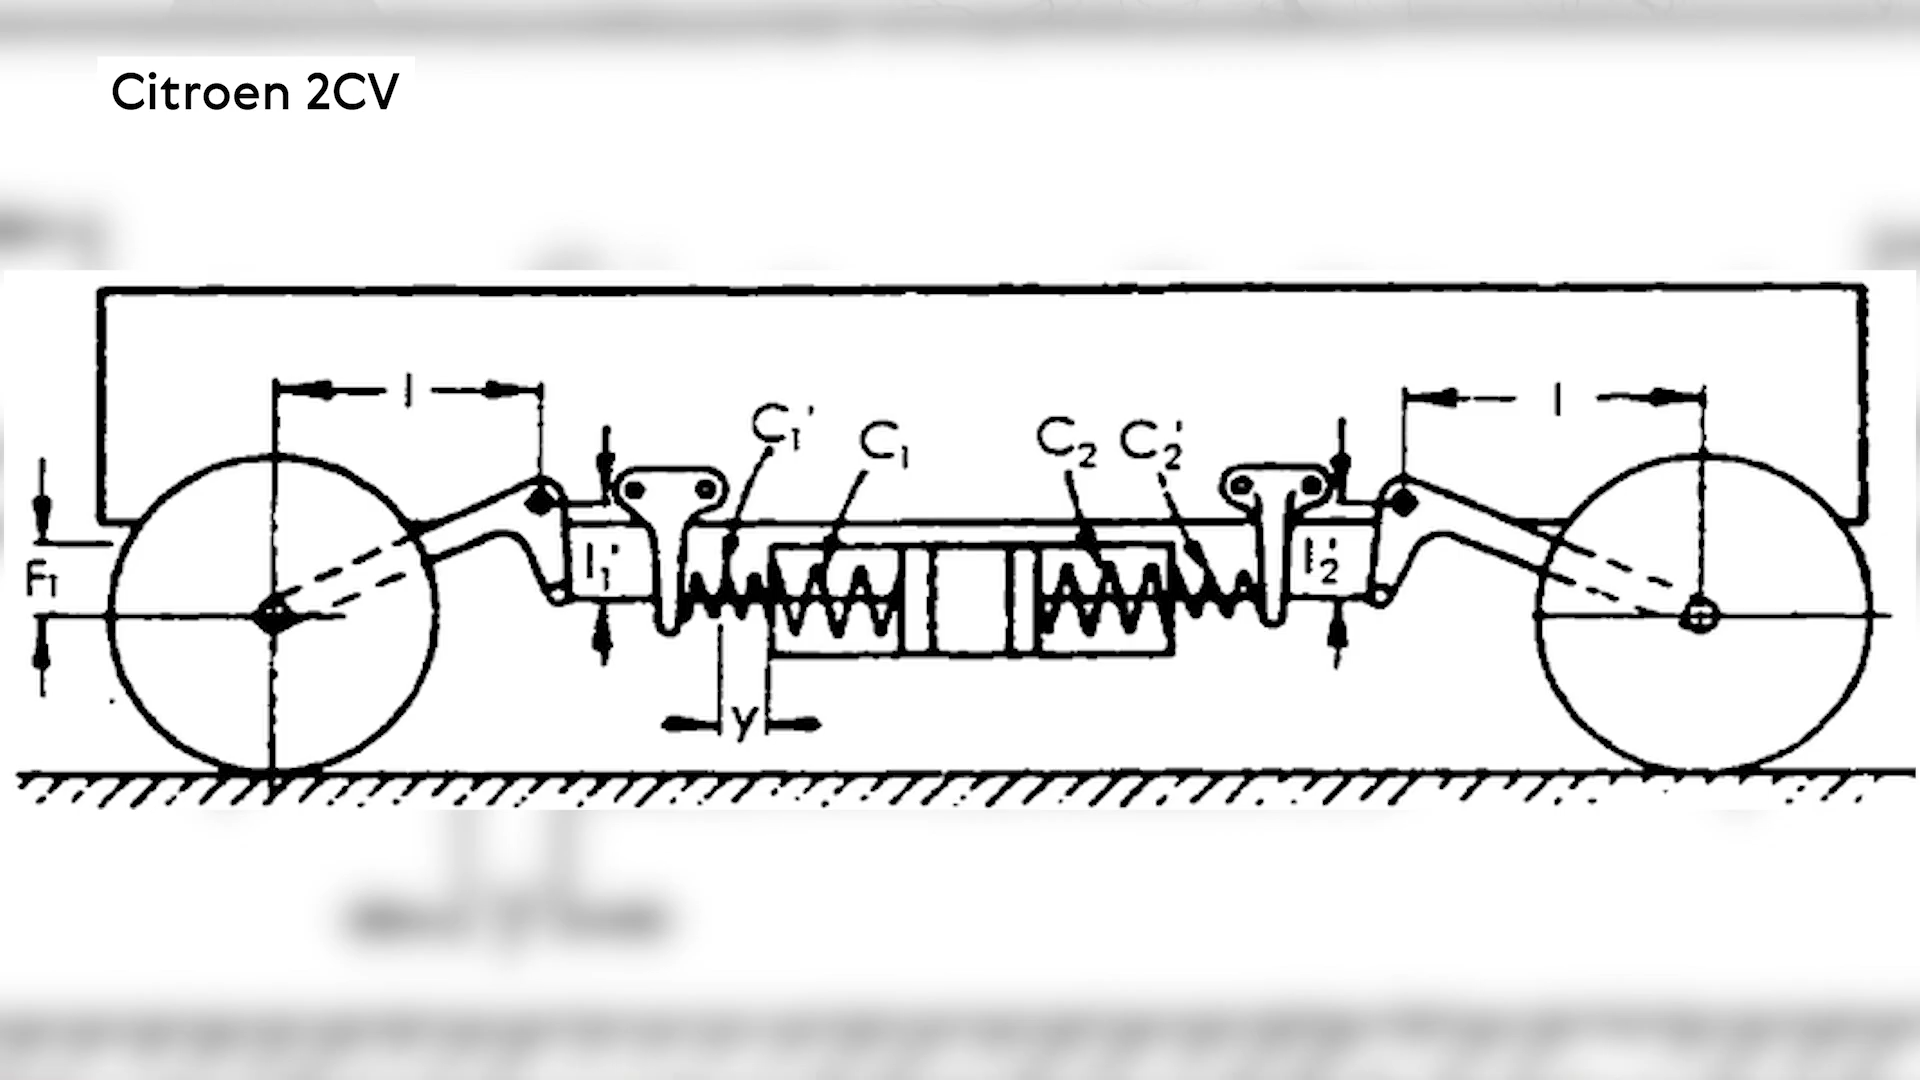 Citroen 2CV
l l
C₁' C₁ C₂ C₂'
F₁ l₁' l₂'
y